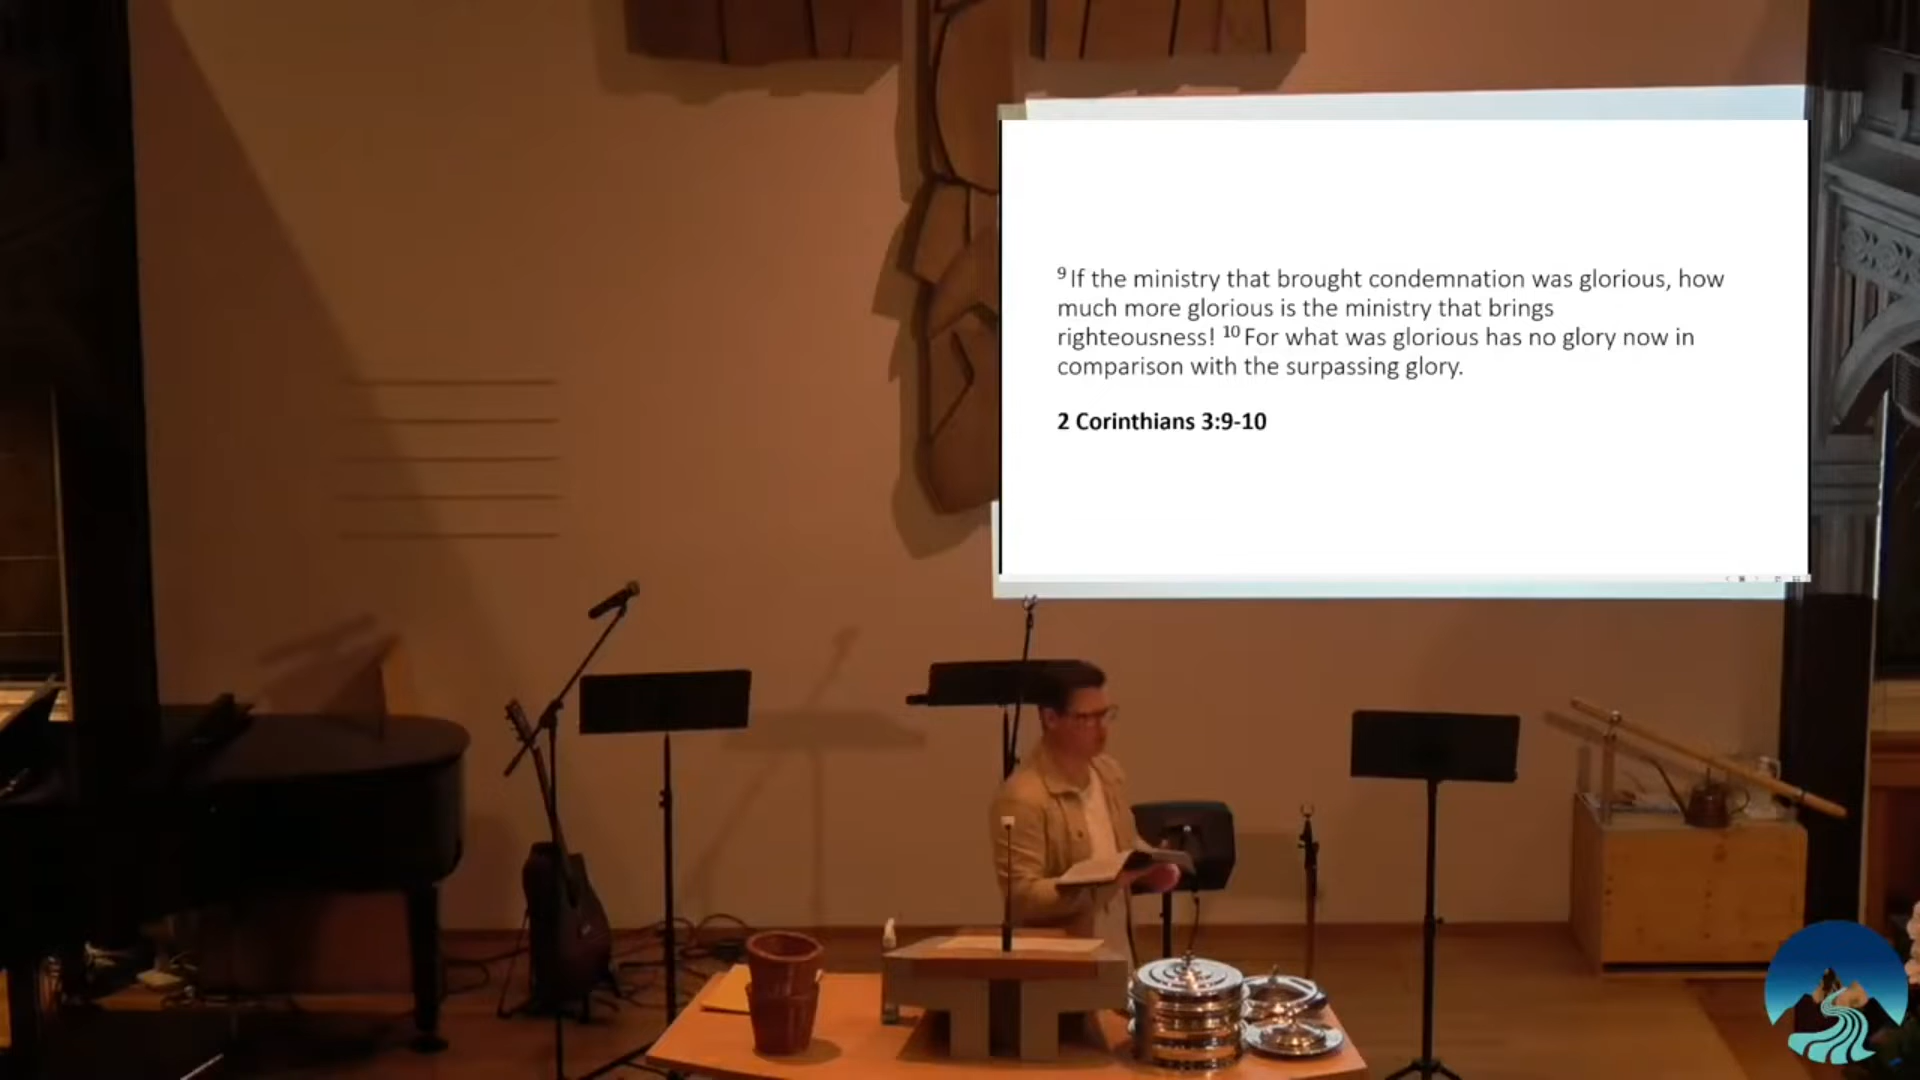 ⁹ If the ministry that brought condemnation was glorious, how
much more glorious is the ministry that brings
righteousness! ¹⁰ For what was glorious has no glory now in
comparison with the surpassing glory.
2 Corinthians 3:9-10